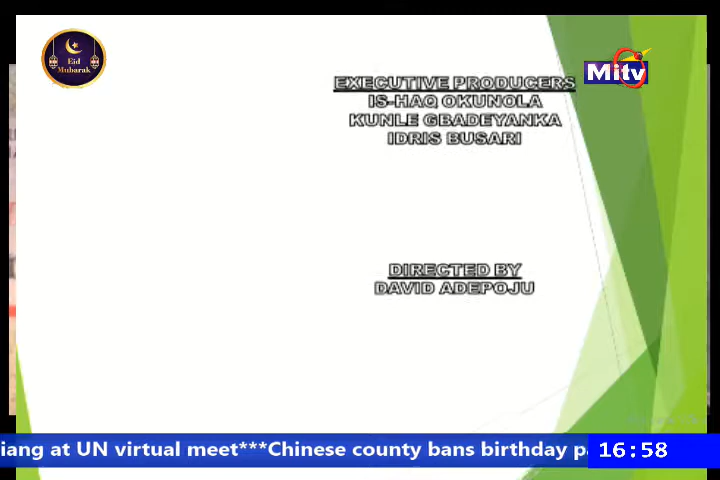 Eid
Mubarak
Mitv
EXECUTIVE PRODUCERS
IS-HAQ OKUNOLA
KUNLE GBADEYANKA
IDRIS BUSARI
DIRECTED BY
DAVID ADEPOJU
iang at UN virtual meet***Chinese county bans birthday pa
16:58